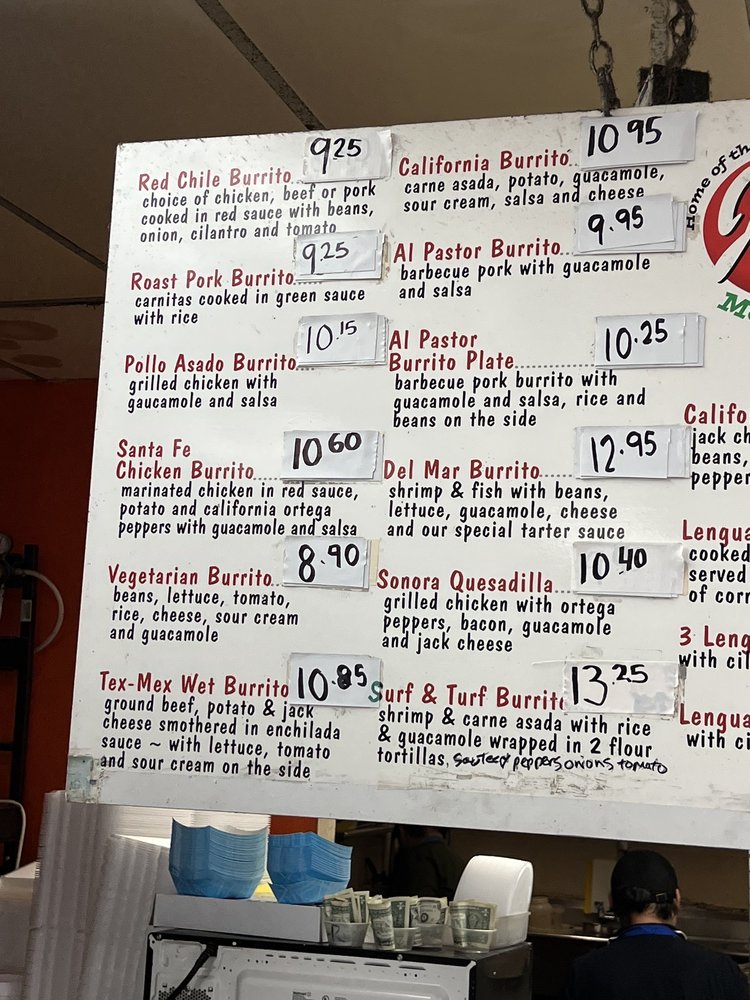 Red Chile Burrito 9.25
choice of chicken, beef or pork
cooked in red sauce with beans,
onion, cilantro and tomato
Roast Pork Burrito 9.25
carnitas cooked in green sauce
with rice
Pollo Asado Burrito 10.15
grilled chicken with
gaucamole and salsa
Santa Fe
Chicken Burrito 10.60
marinated chicken in red sauce,
potato and california ortega
peppers with guacamole and salsa
Vegetarian Burrito 8.90
beans, lettuce, tomato,
rice, cheese, sour cream
and guacamole
Tex-Mex Wet Burrito 10.85
ground beef, potato & jack
cheese smothered in enchilada
sauce ~ with lettuce, tomato
and sour cream on the side
California Burrito 10.95
carne asada, potato, guacamole,
sour cream, salsa and cheese
Al Pastor Burrito 9.95
barbecue pork with guacamole
and salsa
Al Pastor
Burrito Plate 10.25
barbecue pork burrito with
guacamole and salsa, rice and
beans on the side
Del Mar Burrito 12.95
shrimp & fish with beans,
lettuce, guacamole, cheese
and our special tarter sauce
Sonora Quesadilla 10.40
grilled chicken with ortega
peppers, bacon, guacamole
and jack cheese
Surf & Turf Burrito 13.25
shrimp & carne asada with rice
& guacamole wrapped in 2 flour
tortillas, sauteed peppers onions tomato
Home of th
Califo
jack ch
beans,
pepper
Lengua
cooked
served
of corn
3 Leng
with cil
Lengua
with ci